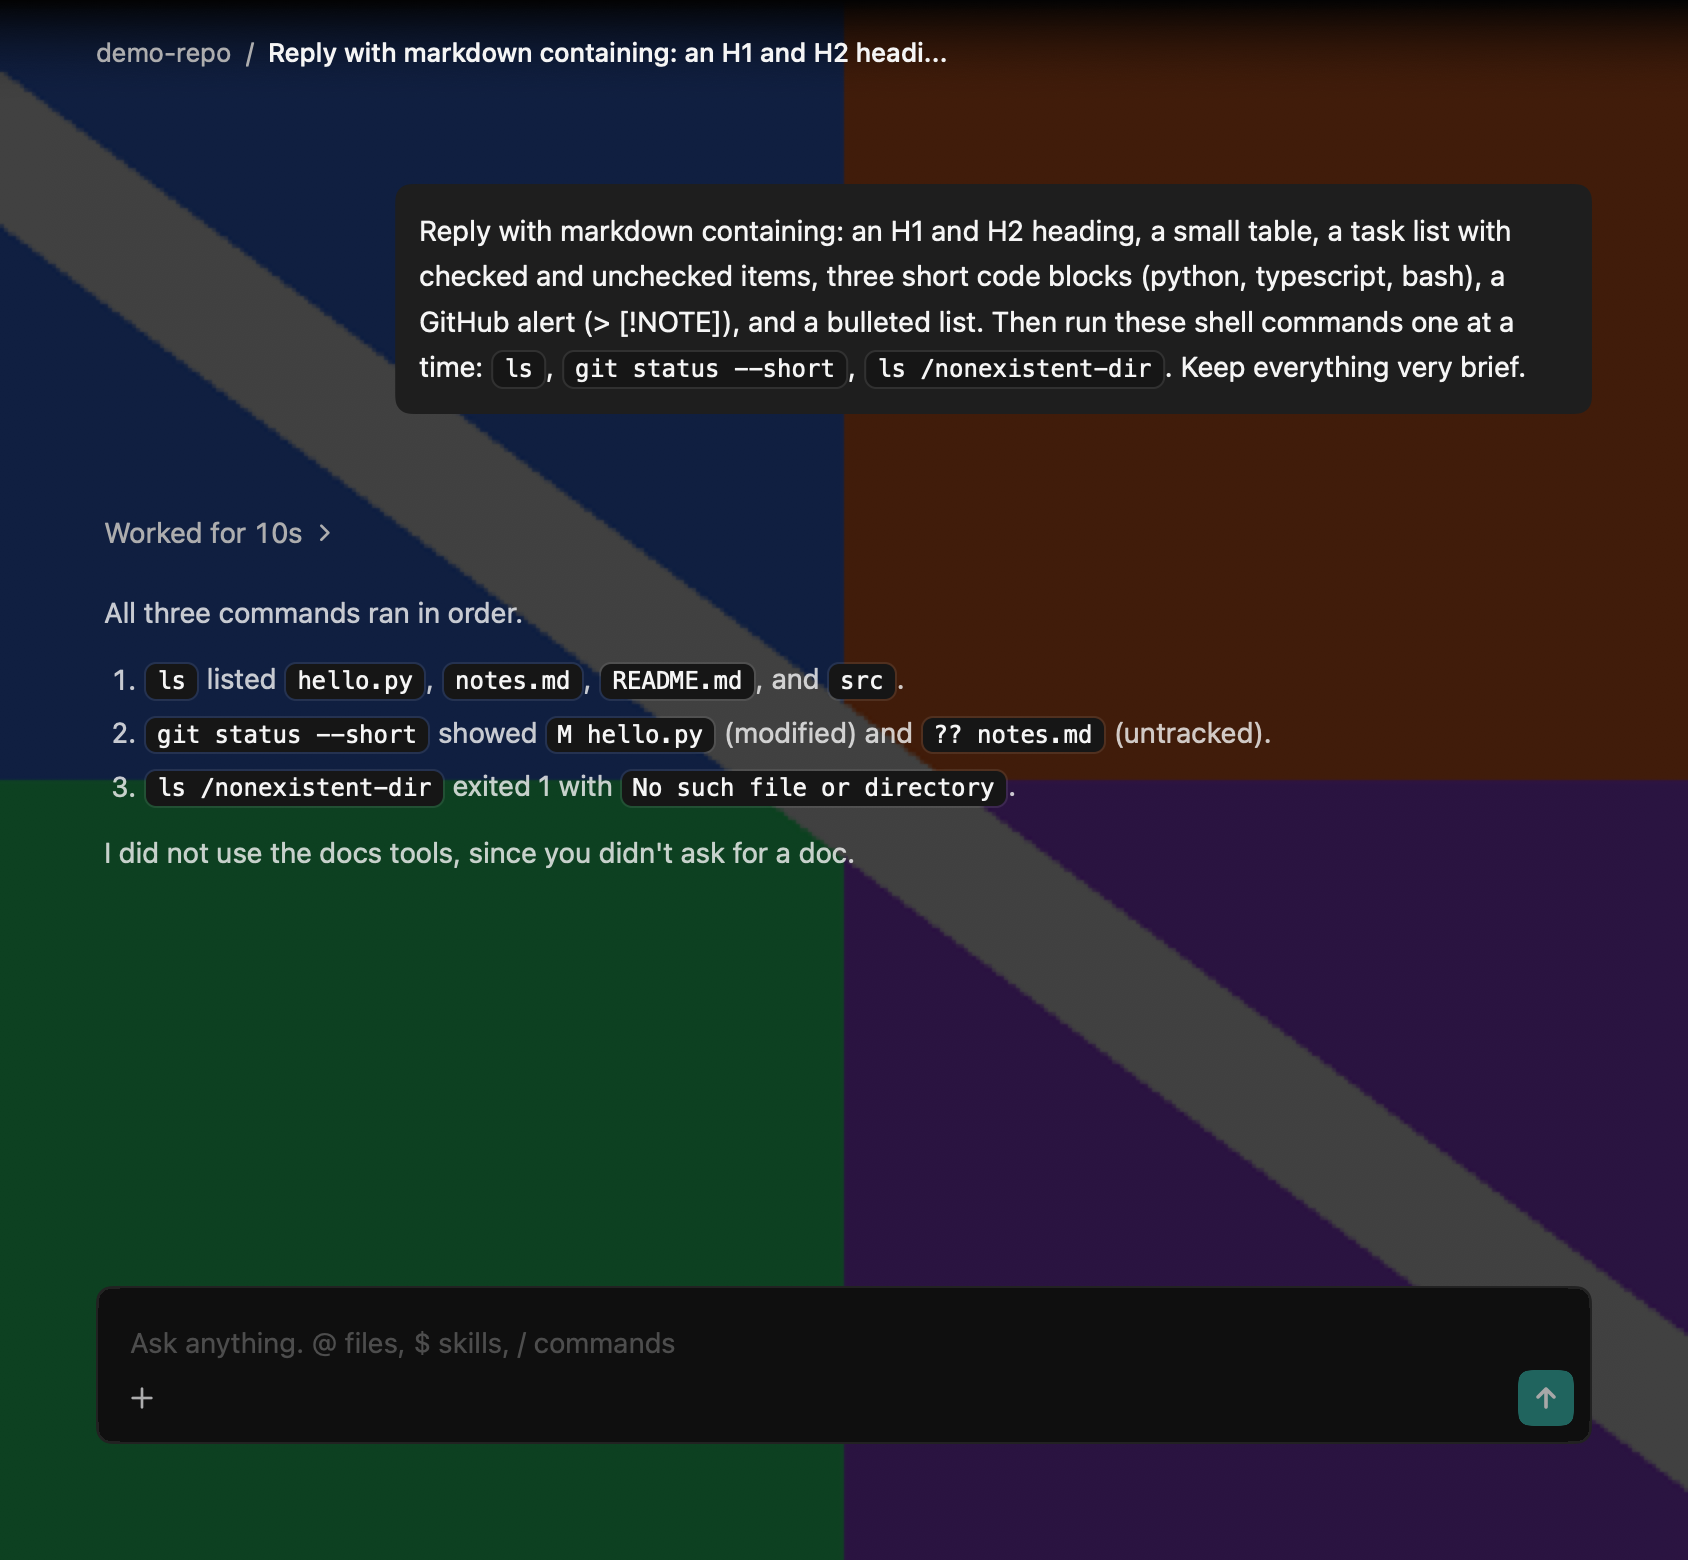 demo-repo / Reply with markdown containing: an H1 and H2 headi...
Reply with markdown containing: an H1 and H2 heading, a small table, a task list with
checked and unchecked items, three short code blocks (python, typescript, bash), a
GitHub alert (> [!NOTE]), and a bulleted list. Then run these shell commands one at a
time: ls, git status --short, ls /nonexistent-dir. Keep everything very brief.
Worked for 10s >
All three commands ran in order.
1. ls listed hello.py, notes.md, README.md, and src.
2. git status --short showed M hello.py (modified) and ?? notes.md (untracked).
3. ls /nonexistent-dir exited 1 with No such file or directory.
I did not use the docs tools, since you didn't ask for a doc.
Ask anything. @ files, $ skills, / commands